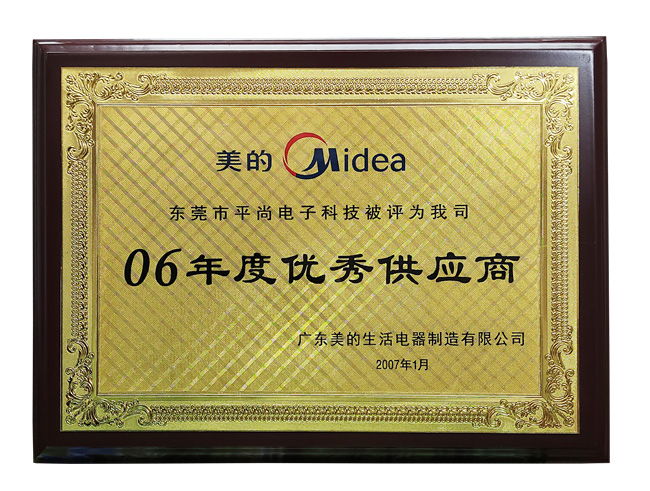 美的 Midea
东莞市平尚电子科技被评为我司
06年度优秀供应商
广东美的生活电器制造有限公司
2007年1月